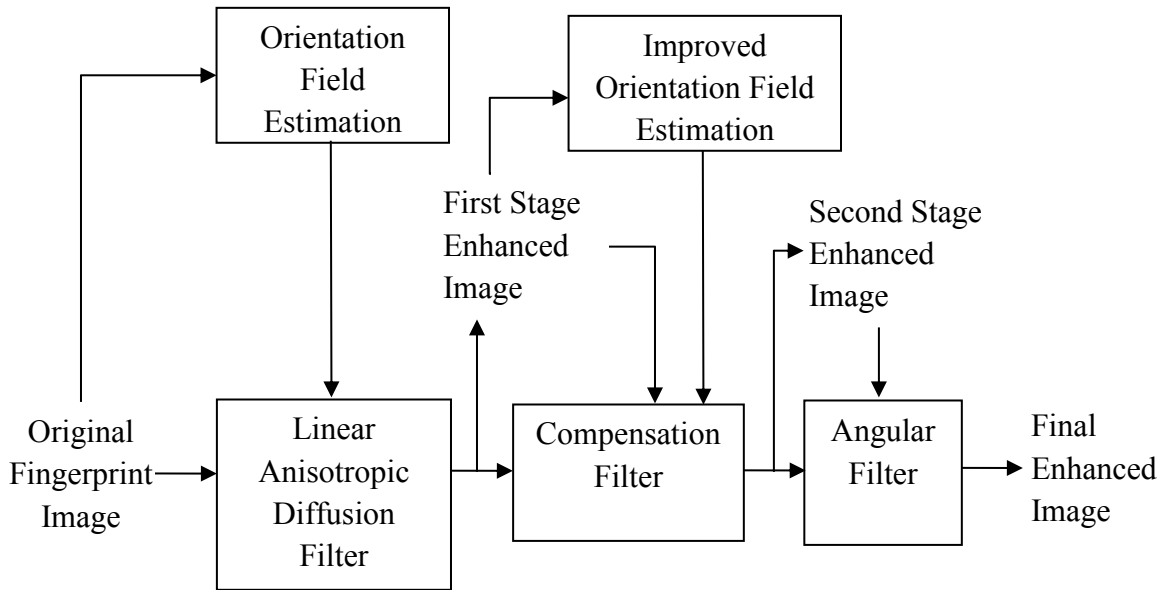 Orientation
Field
Estimation
Improved
Orientation Field
Estimation
First Stage
Enhanced
Image
Second Stage
Enhanced
Image
Original
Fingerprint
Image
Linear
Anisotropic
Diffusion
Filter
Compensation
Filter
Angular
Filter
Final
Enhanced
Image